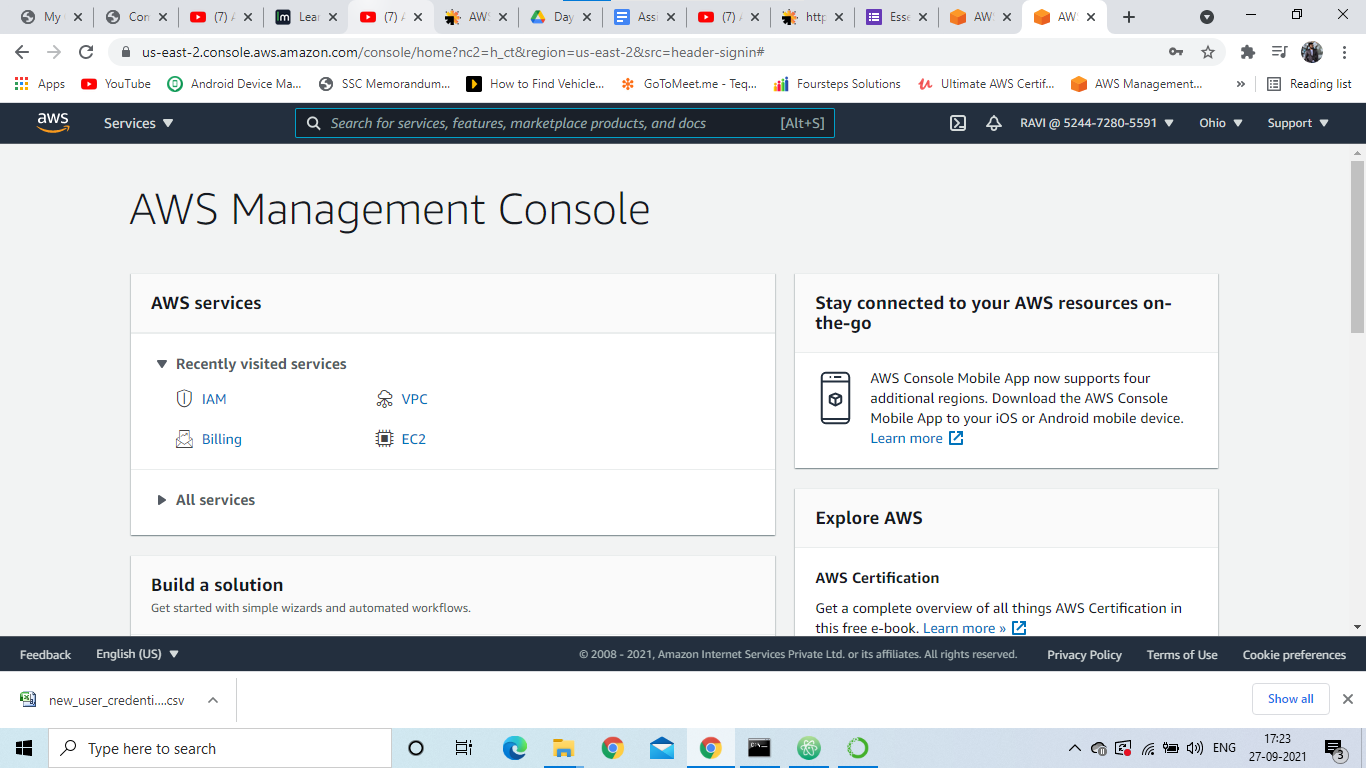 My
Con
(7) A
Lear
(7) A
AWS
Day
Assi
(7) A
http
Esse
AWS
AWS
us-east-2.console.aws.amazon.com/console/home?nc2=h_ct&region=us-east-2&src=header-signin#
Apps
YouTube
Android Device Ma...
SSC Memorandum...
How to Find Vehicle...
GoToMeet.me - Teq...
Foursteps Solutions
Ultimate AWS Certif...
AWS Management...
»
Reading list
aws
Services
Search for services, features, marketplace products, and docs
[Alt+S]
RAVI @ 5244-7280-5591
Ohio
Support
AWS Management Console
AWS services
Recently visited services
IAM
VPC
Billing
EC2
All services
Build a solution
Get started with simple wizards and automated workflows.
Stay connected to your AWS resources on-
the-go
AWS Console Mobile App now supports four
additional regions. Download the AWS Console
Mobile App to your iOS or Android mobile device.
Learn more
Explore AWS
AWS Certification
Get a complete overview of all things AWS Certification in
this free e-book. Learn more »
Feedback
English (US)
© 2008 - 2021, Amazon Internet Services Private Ltd. or its affiliates. All rights reserved.
Privacy Policy
Terms of Use
Cookie preferences
new_user_credenti....csv
Show all
Type here to search
ENG
17:23
27-09-2021
3